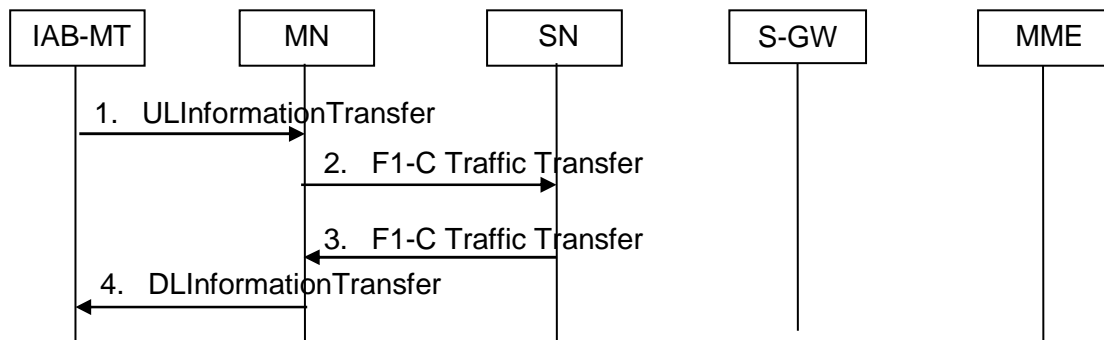 IAB-MT
MN
SN
S-GW
MME
1. ULInformationTransfer
2. F1-C Traffic Transfer
3. F1-C Traffic Transfer
4. DLInformationTransfer